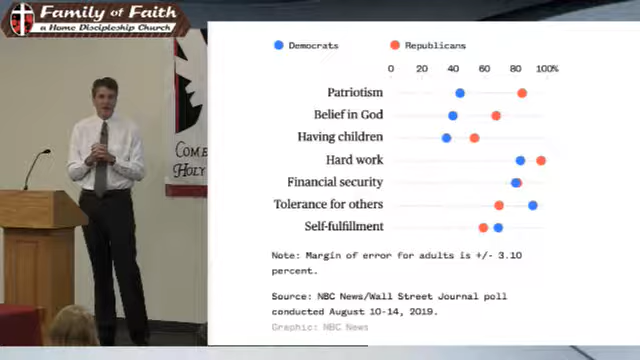 Family of Faith
a Home Discipleship Church
COME
HOLY
Democrats
Republicans
0 20 40 60 80 100%
Patriotism
Belief in God
Having children
Hard work
Financial security
Tolerance for others
Self-fulfillment
Note: Margin of error for adults is +/- 3.10
percent.
Source: NBC News/Wall Street Journal poll
conducted August 10-14, 2019.
Graphic: NBC News